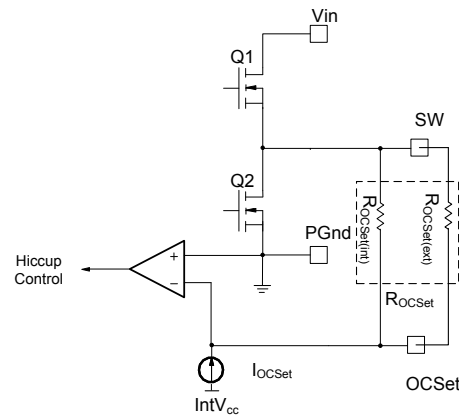 Vin
Q1
SW
Q2
ROCSet(int)
ROCSet(ext)
PGnd
+
Hiccup
Control
−
ROCSet
IOCSet
OCSet
IntVcc